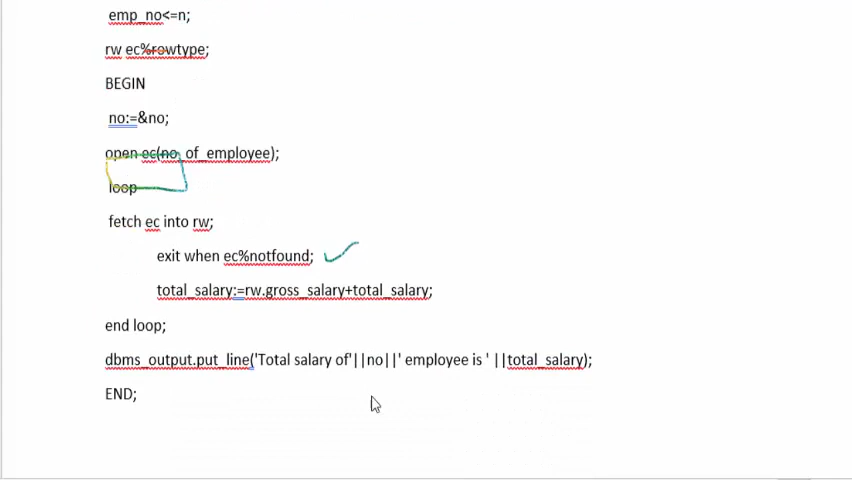 emp_no<=n;
rw ec%rowtype;
BEGIN
no:=&no;
open ec(no_of_employee);
loop
fetch ec into rw;
exit when ec%notfound;
total_salary:=rw.gross_salary+total_salary;
end loop;
dbms_output.put_line('Total salary of'||no||' employee is ' ||total_salary);
END;